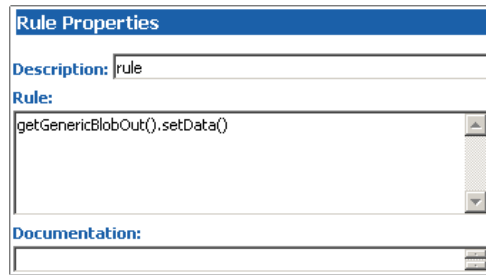 Rule Properties
Description: rule
Rule:
getGenericBlobOut().setData()
Documentation: